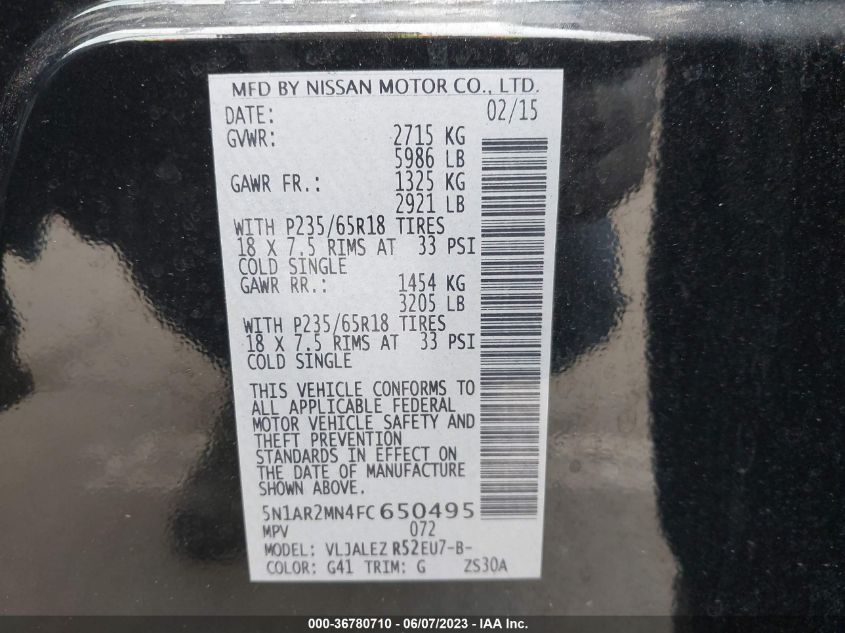 MFD BY NISSAN MOTOR CO., LTD.
DATE: 02/15
GVWR: 2715 KG
5986 LB
GAWR FR.: 1325 KG
2921 LB
WITH P235/65R18 TIRES
18 X 7.5 RIMS AT 33 PSI
COLD SINGLE
GAWR RR.: 1454 KG
3205 LB
WITH P235/65R18 TIRES
18 X 7.5 RIMS AT 33 PSI
COLD SINGLE
THIS VEHICLE CONFORMS TO
ALL APPLICABLE FEDERAL
MOTOR VEHICLE SAFETY AND
THEFT PREVENTION
STANDARDS IN EFFECT ON
THE DATE OF MANUFACTURE
SHOWN ABOVE.
5N1AR2MN4FC650495
MPV 072
MODEL: VLJALEZ R52EU7-B-
COLOR: G41 TRIM: G ZS30A
000-36780710 - 06/07/2023 - IAA Inc.